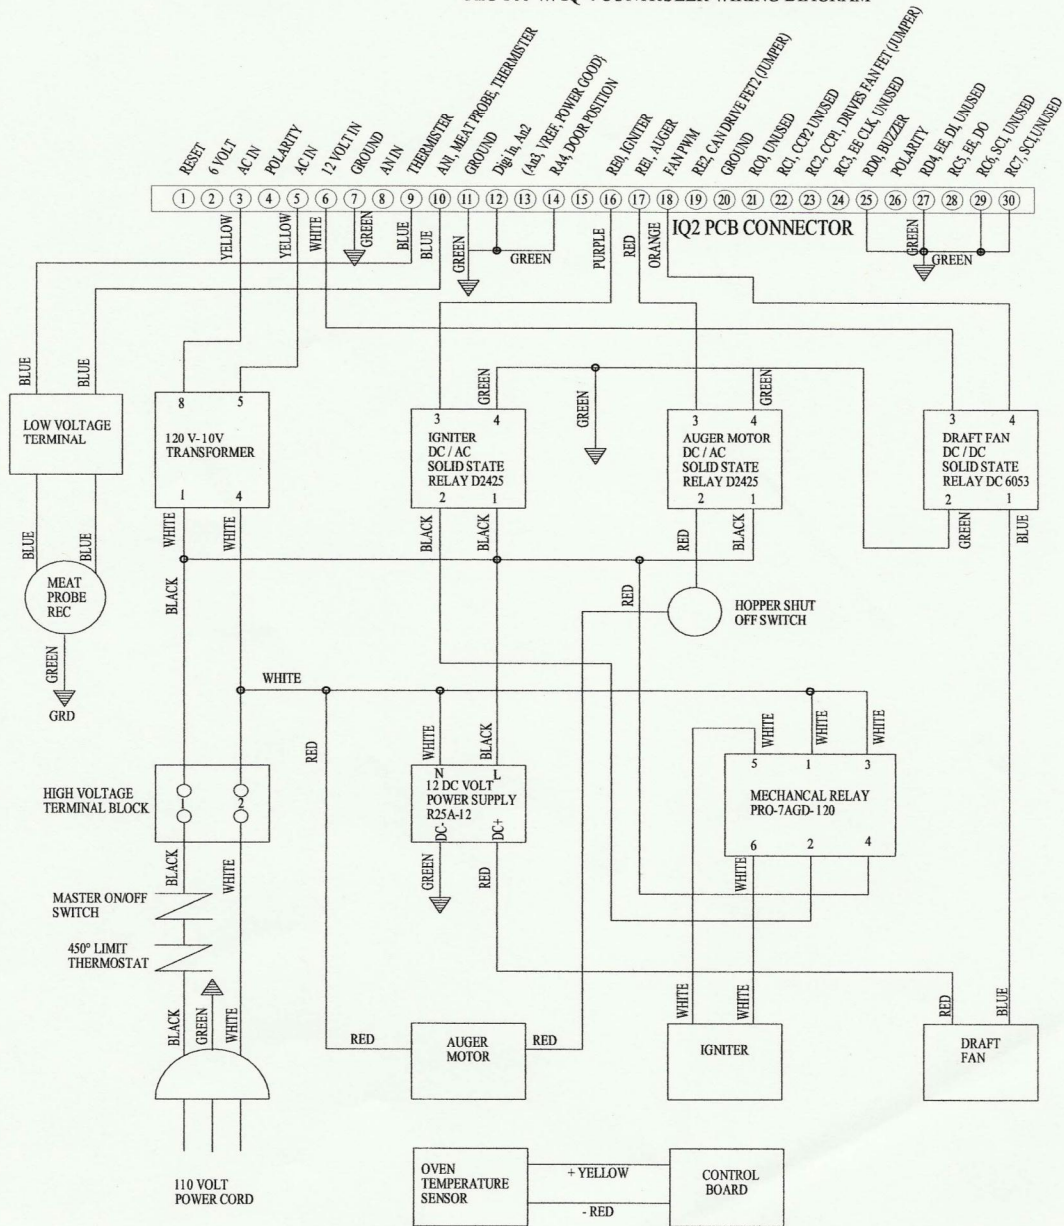 RESET
6 VOLT
AC IN
POLARITY
AC IN
12 VOLT IN
GROUND
AN IN
THERMISTER
AN1, MEAT PROBE, THERMISTER
GROUND
Digi In, An2
(An3, VREF, POWER GOOD)
RA4, DOOR POSITION
RE0, IGNITER
RE1, AUGER
FAN PWM
RE2, CAN DRIVE FET2 (JUMPER)
GROUND
RC0, UNUSED
RC1, CCP2 UNUSED
RC2, CCP1, DRIVES FAN FET (JUMPER)
RC3, EE CLK, UNUSED
RD0, BUZZER
POLARITY
RD4, EE, DI, UNUSED
RC5, EE, DO
RC6, SCI, UNUSED
RC7, SCI,UNUSED
1 2 3 4 5 6 7 8 9 10 11 12 13 14 15 16 17 18 19 20 21 22 23 24 25 26 27 28 29 30
IQ2 PCB CONNECTOR
YELLOW
YELLOW
WHITE
GREEN
BLUE
BLUE
GREEN
GREEN
PURPLE
RED
ORANGE
GREEN
GREEN
BLUE
BLUE
LOW VOLTAGE
TERMINAL
BLUE
BLUE
MEAT
PROBE
REC
GREEN
GRD
8 5
120 V- 10V
TRANSFORMER
1 4
WHITE
WHITE
BLACK
GREEN
3 4
IGNITER
DC / AC
SOLID STATE
RELAY D2425
2 1
BLACK
BLACK
GREEN
GREEN
3 4
AUGER MOTOR
DC / AC
SOLID STATE
RELAY D2425
2 1
RED
BLACK
RED
HOPPER SHUT
OFF SWITCH
3 4
DRAFT FAN
DC / DC
SOLID STATE
RELAY DC 6053
2 1
GREEN
BLUE
WHITE
RED
WHITE
BLACK
N L
12 DC VOLT
POWER SUPPLY
R25A-12
DC-
DC+
GREEN
RED
WHITE
WHITE
WHITE
5 1 3
MECHANCAL RELAY
PRO-7AGD- 120
6 2 4
WHITE
HIGH VOLTAGE
TERMINAL BLOCK
1 2
BLACK
WHITE
MASTER ON/OFF
SWITCH
450° LIMIT
THERMOSTAT
BLACK
GREEN
WHITE
110 VOLT
POWER CORD
RED
AUGER
MOTOR
RED
WHITE
WHITE
IGNITER
RED
BLUE
DRAFT
FAN
OVEN
TEMPERATURE
SENSOR
+ YELLOW
- RED
CONTROL
BOARD